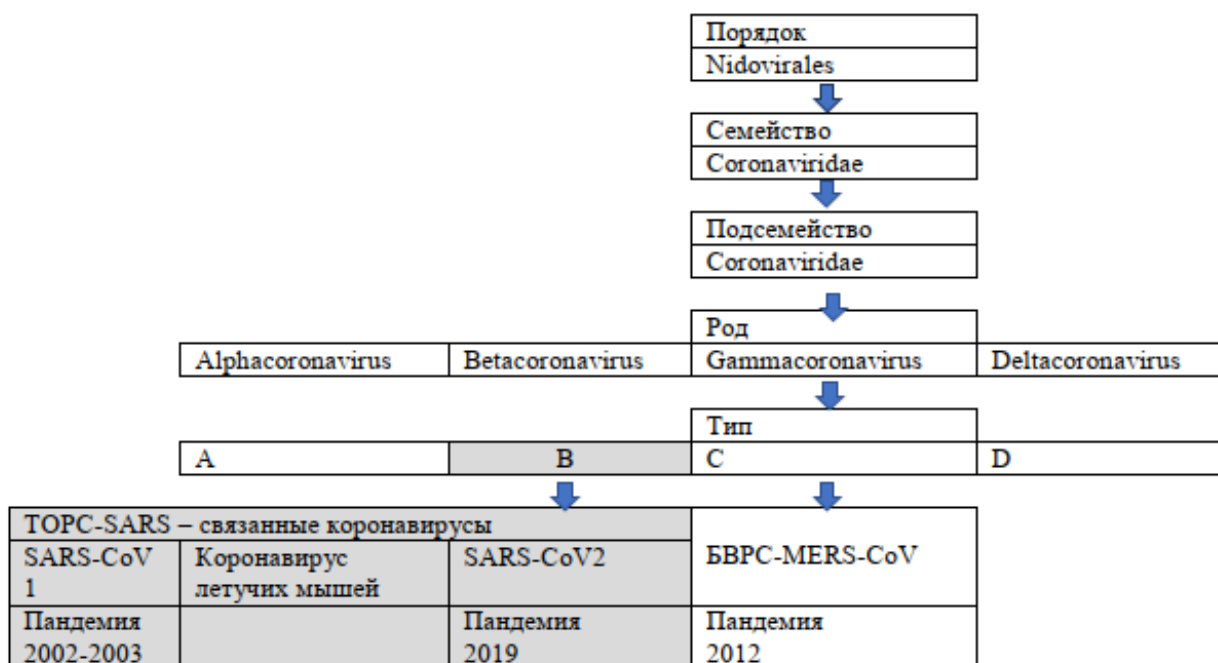 Порядок
Nidovirales
Семейство
Coronaviridae
Подсемейство
Coronaviridae
Род
Alphacoronavirus Betacoronavirus Gammacoronavirus Deltacoronavirus
Тип
A B C D
ТОРС-SARS – связанные коронавирусы
SARS-CoV 1
Коронавирус летучих мышей
SARS-CoV2
БВРС-MERS-CoV
Пандемия 2002-2003
Пандемия 2019
Пандемия 2012